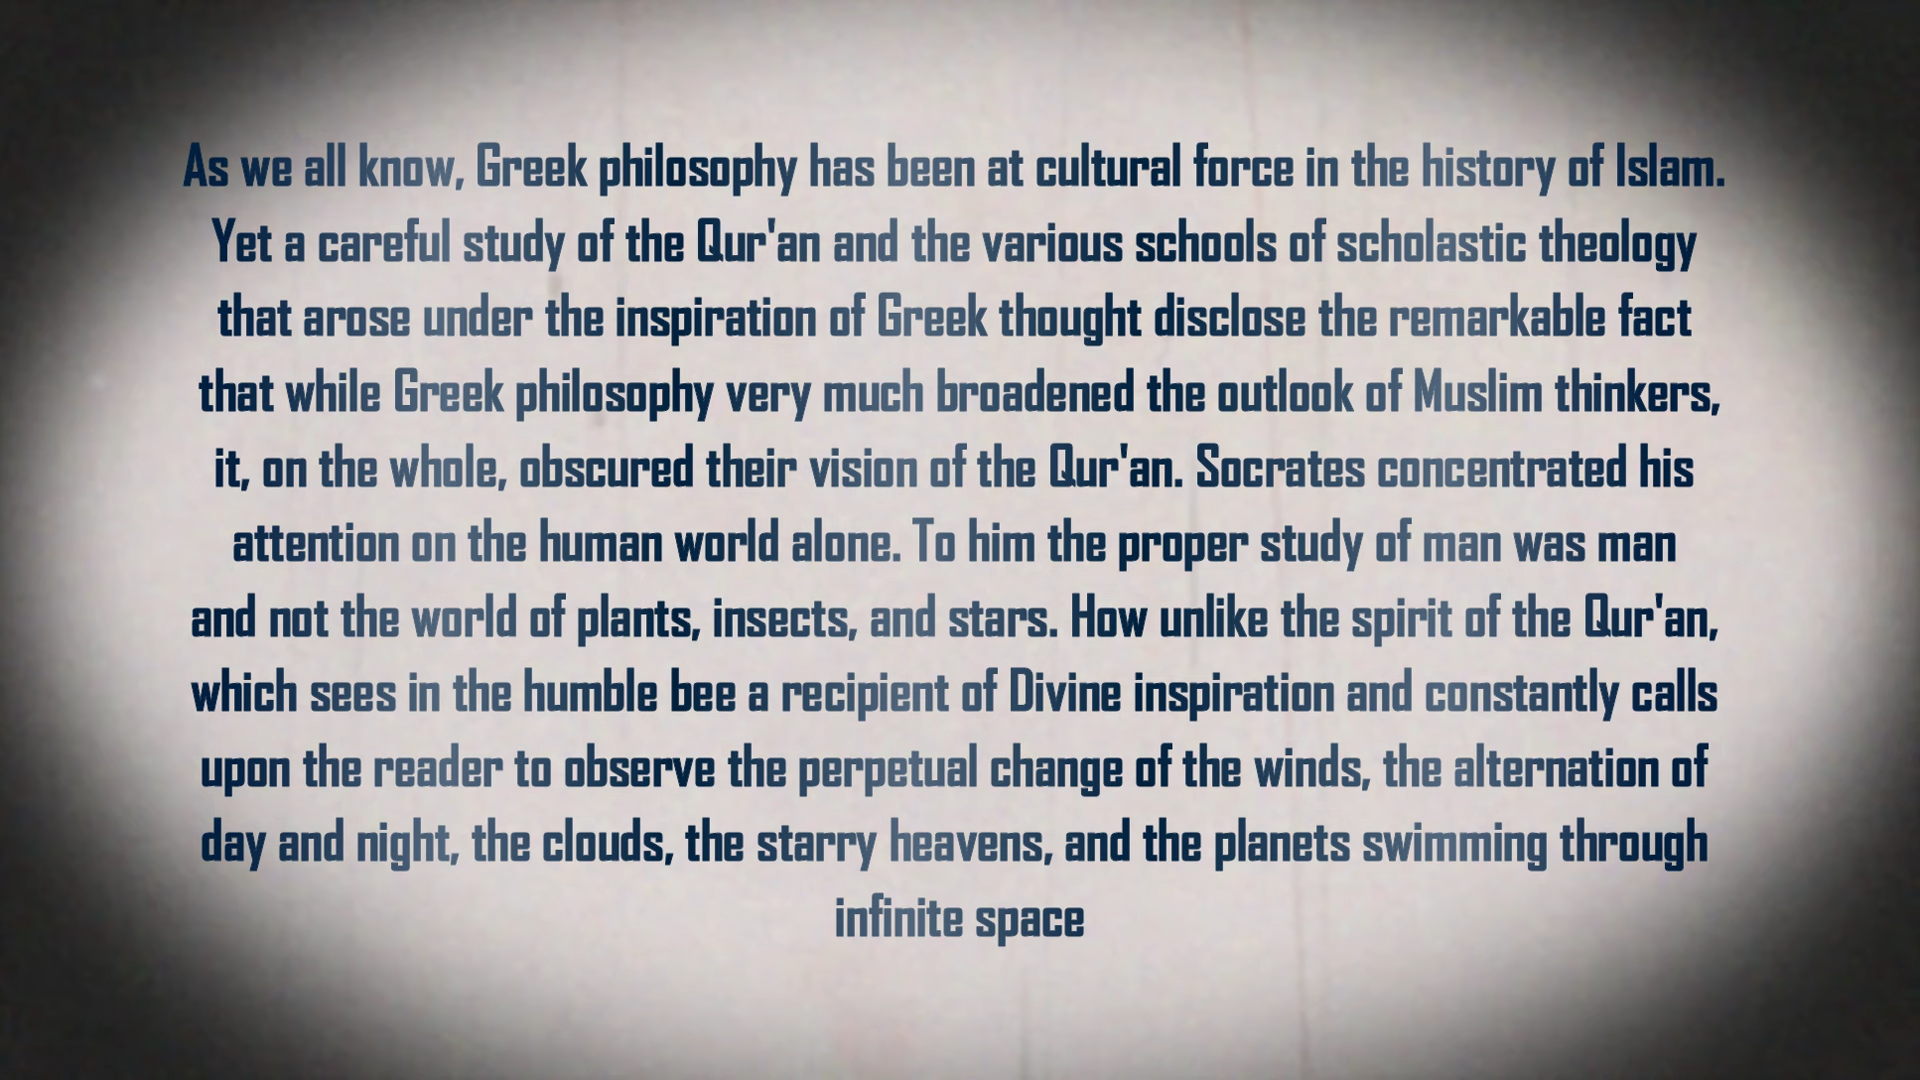 As we all know, Greek philosophy has been at cultural force in the history of Islam.
Yet a careful study of the Qur'an and the various schools of scholastic theology
that arose under the inspiration of Greek thought disclose the remarkable fact
that while Greek philosophy very much broadened the outlook of Muslim thinkers,
it, on the whole, obscured their vision of the Qur'an. Socrates concentrated his
attention on the human world alone. To him the proper study of man was man
and not the world of plants, insects, and stars. How unlike the spirit of the Qur'an,
which sees in the humble bee a recipient of Divine inspiration and constantly calls
upon the reader to observe the perpetual change of the winds, the alternation of
day and night, the clouds, the starry heavens, and the planets swimming through
infinite space